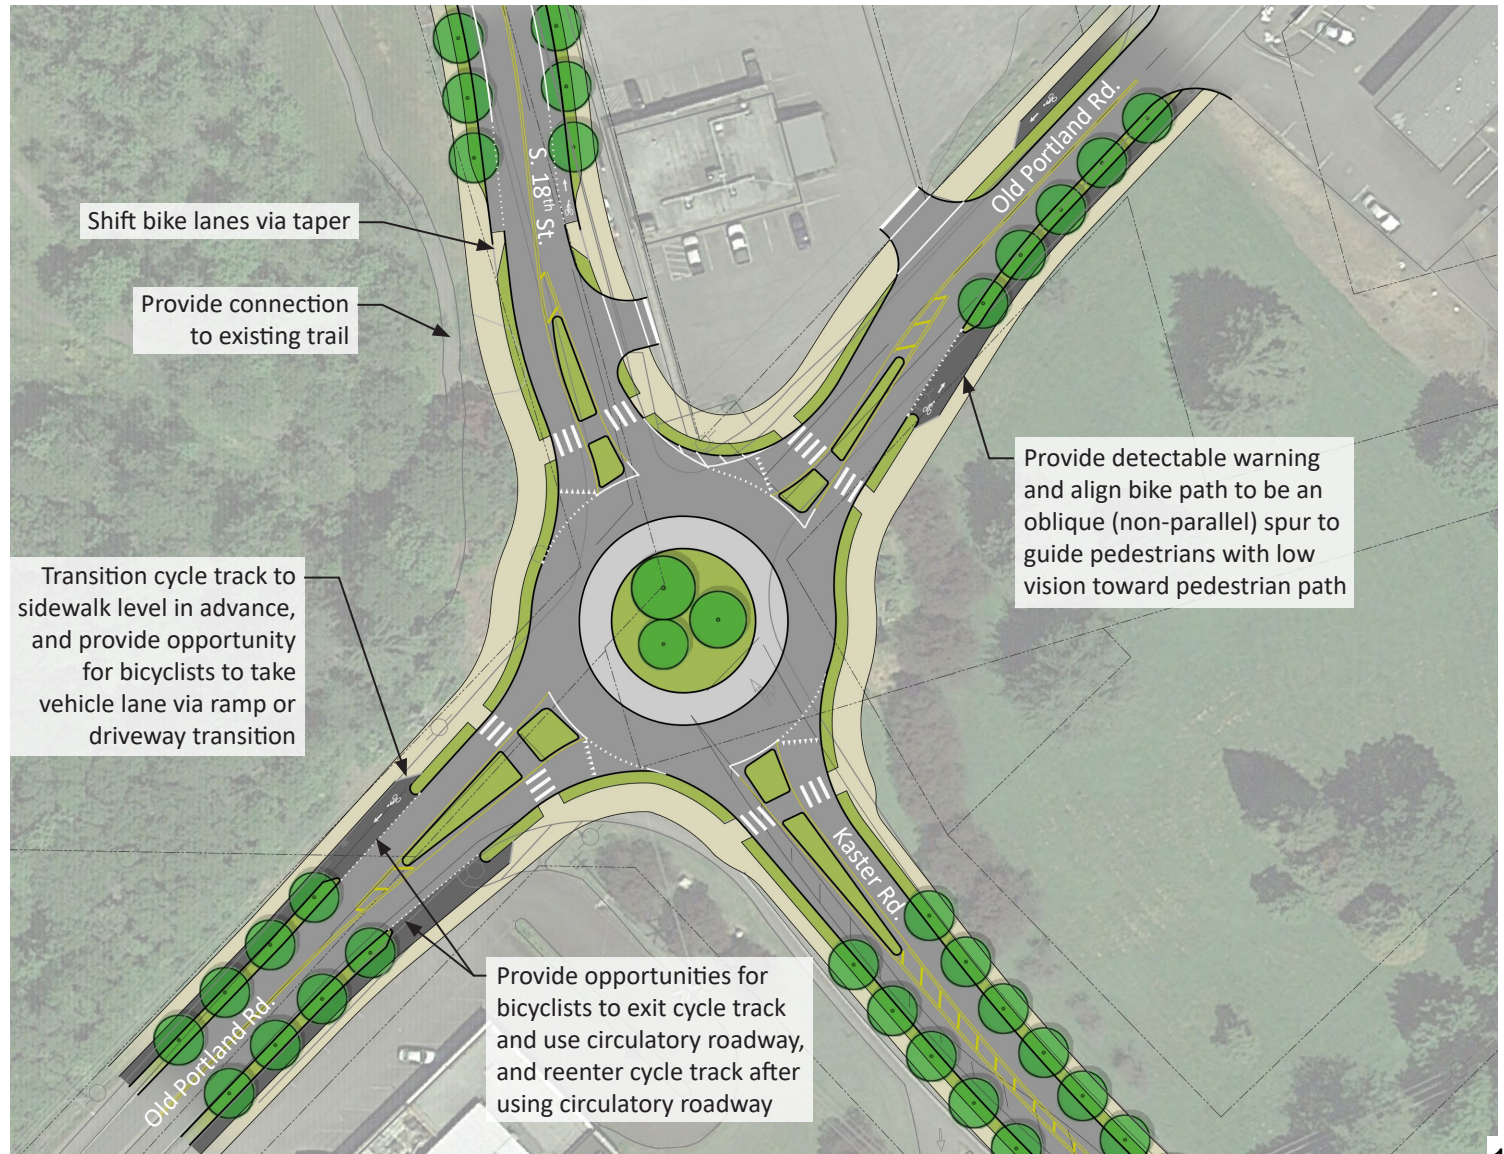 S. 18th St.
Old Portland Rd.
Shift bike lanes via taper
Provide connection
to existing trail
Provide detectable warning
and align bike path to be an
oblique (non-parallel) spur to
guide pedestrians with low
vision toward pedestrian path
Transition cycle track to
sidewalk level in advance,
and provide opportunity
for bicyclists to take
vehicle lane via ramp or
driveway transition
Kaster Rd.
Provide opportunities for
bicyclists to exit cycle track
and use circulatory roadway,
and reenter cycle track after
using circulatory roadway
Old Portland Rd.